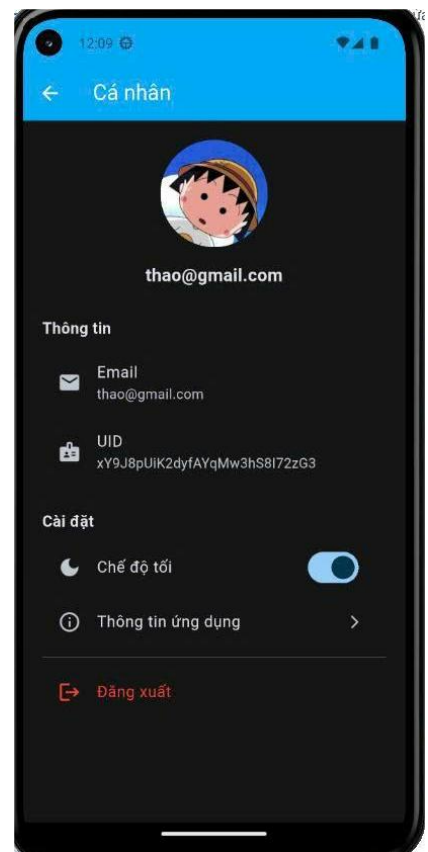 12:09
Cá nhân
thao@gmail.com
Thông tin
Email
thao@gmail.com
UID
xY9J8pUiK2dyfAYqMw3hS8I72zG3
Cài đặt
Chế độ tối
Thông tin ứng dụng
Đăng xuất